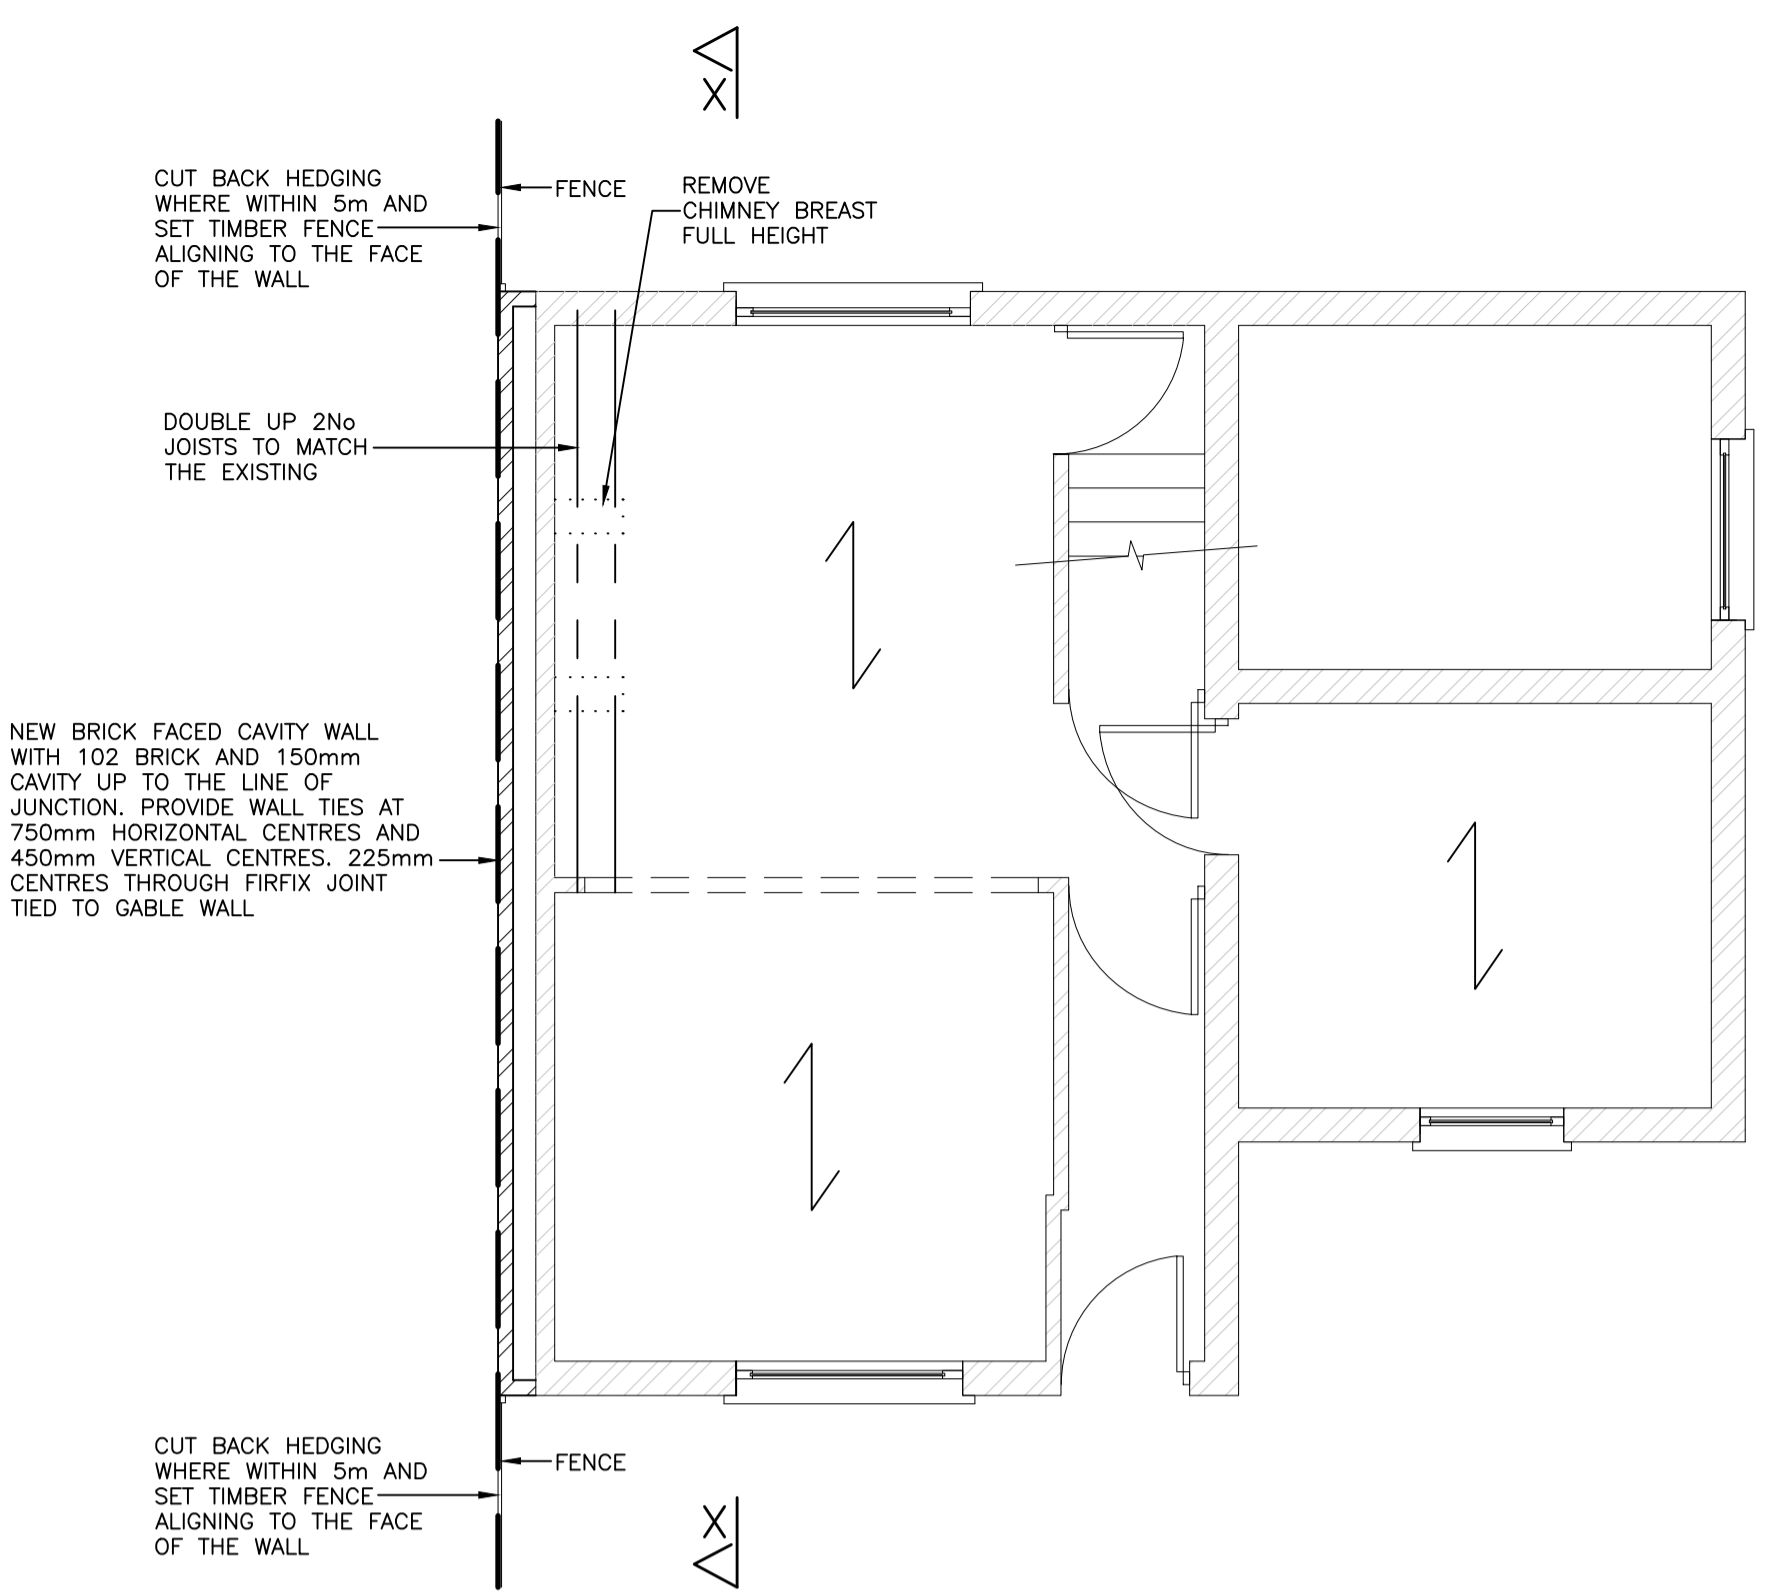 X
CUT BACK HEDGING
WHERE WITHIN 5m AND
SET TIMBER FENCE
ALIGNING TO THE FACE
OF THE WALL
FENCE
REMOVE
CHIMNEY BREAST
FULL HEIGHT
DOUBLE UP 2No
JOISTS TO MATCH
THE EXISTING
NEW BRICK FACED CAVITY WALL
WITH 102 BRICK AND 150mm
CAVITY UP TO THE LINE OF
JUNCTION. PROVIDE WALL TIES AT
750mm HORIZONTAL CENTRES AND
450mm VERTICAL CENTRES. 225mm
CENTRES THROUGH FIRFIX JOINT
TIED TO GABLE WALL
CUT BACK HEDGING
WHERE WITHIN 5m AND
SET TIMBER FENCE
ALIGNING TO THE FACE
OF THE WALL
FENCE
X